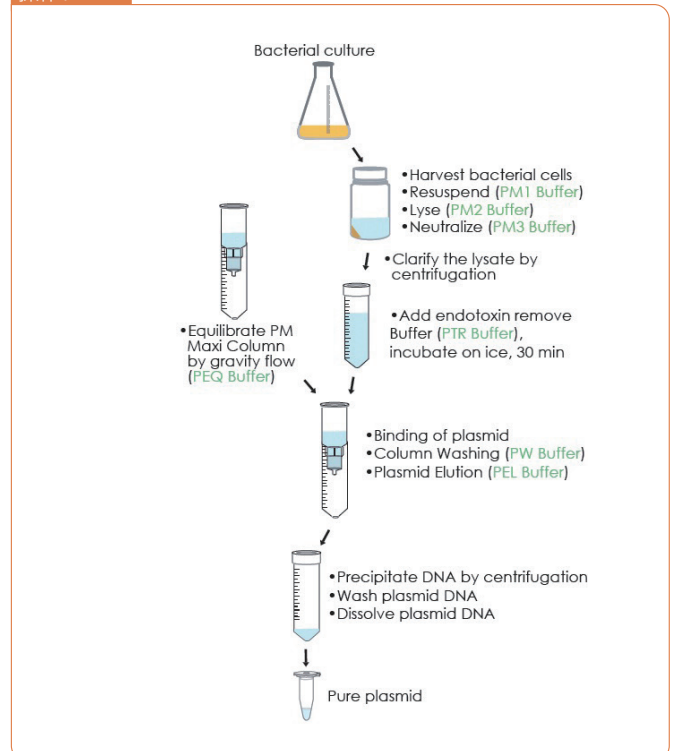 Bacterial culture
•Harvest bacterial cells
•Resuspend (PM1 Buffer)
•Lyse (PM2 Buffer)
•Neutralize (PM3 Buffer)
•Clarify the lysate by
centrifugation
•Add endotoxin remove
Buffer (PTR Buffer),
incubate on ice, 30 min
•Equilibrate PM
Maxi Column
by gravity flow
(PEQ Buffer)
•Binding of plasmid
•Column Washing (PW Buffer)
•Plasmid Elution (PEL Buffer)
•Precipitate DNA by centrifugation
•Wash plasmid DNA
•Dissolve plasmid DNA
Pure plasmid